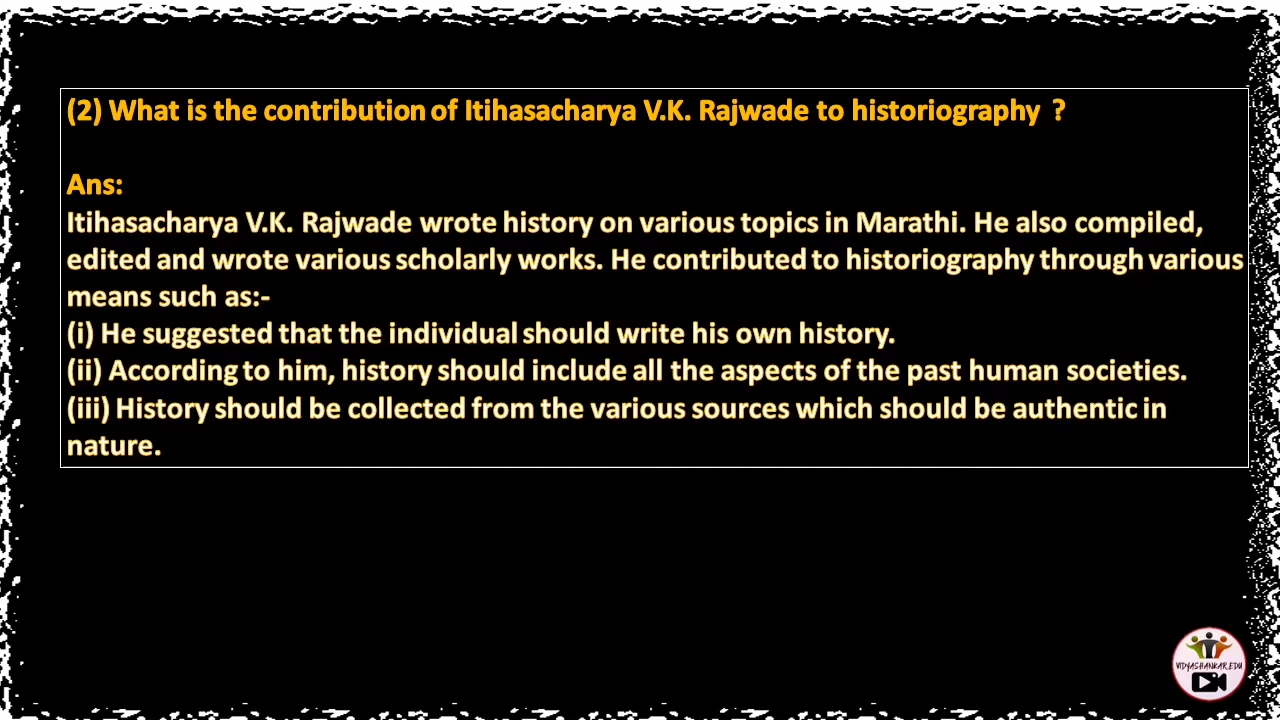 (2) What is the contribution of Itihasacharya V.K. Rajwade to historiography ?
Ans:
Itihasacharya V.K. Rajwade wrote history on various topics in Marathi. He also compiled,
edited and wrote various scholarly works. He contributed to historiography through various
means such as:-
(i) He suggested that the individual should write his own history.
(ii) According to him, history should include all the aspects of the past human societies.
(iii) History should be collected from the various sources which should be authentic in
nature.
VIDYASHANKAR.EDU